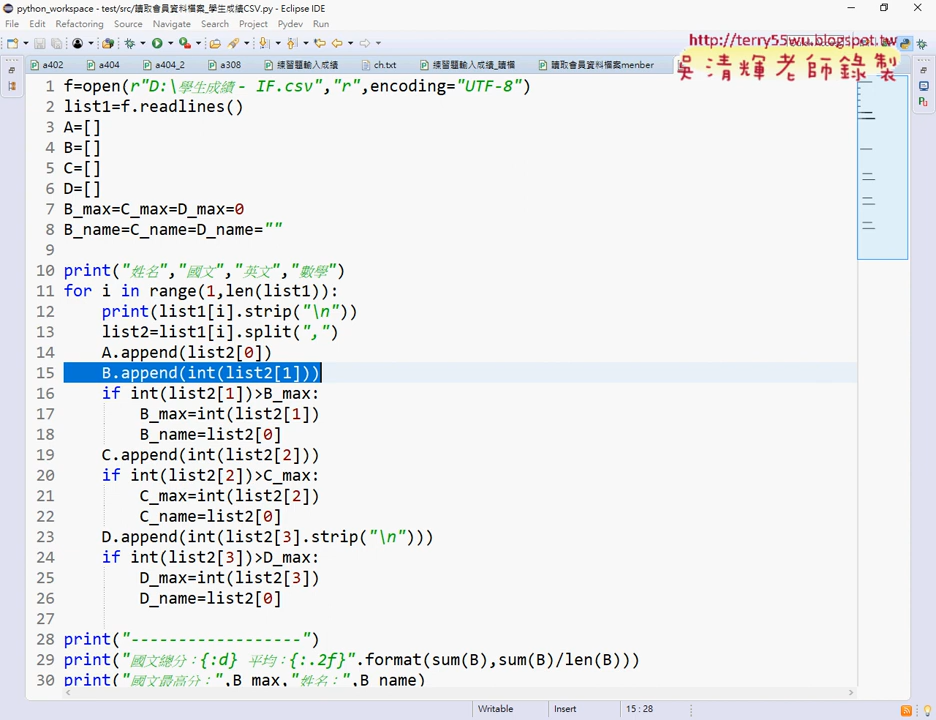 python_workspace - test/src/讀取會員資料檔案_學生成績CSV.py - Eclipse IDE
File Edit Refactoring Source Navigate Search Project Pydev Run
http://terry55wu.blogspot.tw
吳清輝老師錄製
a402 a404 a404_2 a308 練習題輸入成績 ch.txt 練習題輸入成績_讀檔 讀取會員資料檔案menber
1 f=open(r"D:\學生成績 - IF.csv","r",encoding="UTF-8")
2 list1=f.readlines()
3 A=[]
4 B=[]
5 C=[]
6 D=[]
7 B_max=C_max=D_max=0
8 B_name=C_name=D_name=""
9
10 print("姓名","國文","英文","數學")
11 for i in range(1,len(list1)):
12 print(list1[i].strip("\n"))
13 list2=list1[i].split(",")
14 A.append(list2[0])
15 B.append(int(list2[1]))
16 if int(list2[1])>B_max:
17 B_max=int(list2[1])
18 B_name=list2[0]
19 C.append(int(list2[2]))
20 if int(list2[2])>C_max:
21 C_max=int(list2[2])
22 C_name=list2[0]
23 D.append(int(list2[3].strip("\n")))
24 if int(list2[3])>D_max:
25 D_max=int(list2[3])
26 D_name=list2[0]
27
28 print("------------------")
29 print("國文總分：{:d} 平均：{:.2f}".format(sum(B),sum(B)/len(B)))
30 print("國文最高分：",B_max,"姓名：",B_name)
Writable Insert 15 : 28